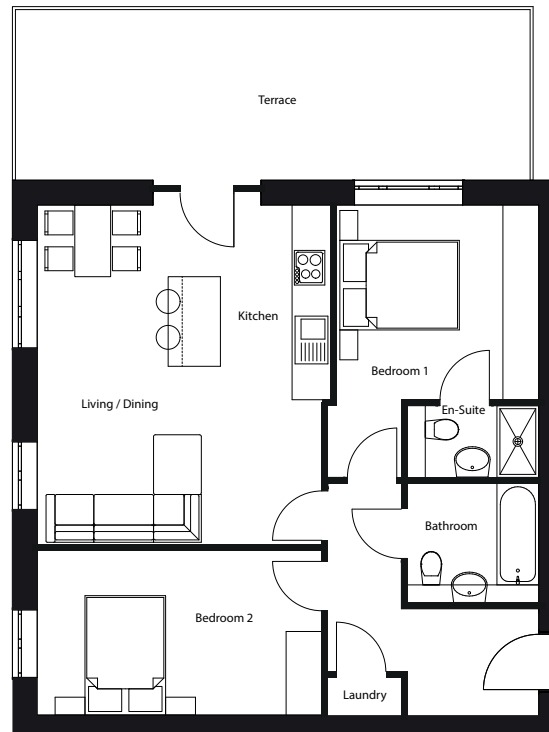 Terrace
Kitchen
Bedroom 1
Living / Dining
En-Suite
Bathroom
Bedroom 2
Laundry